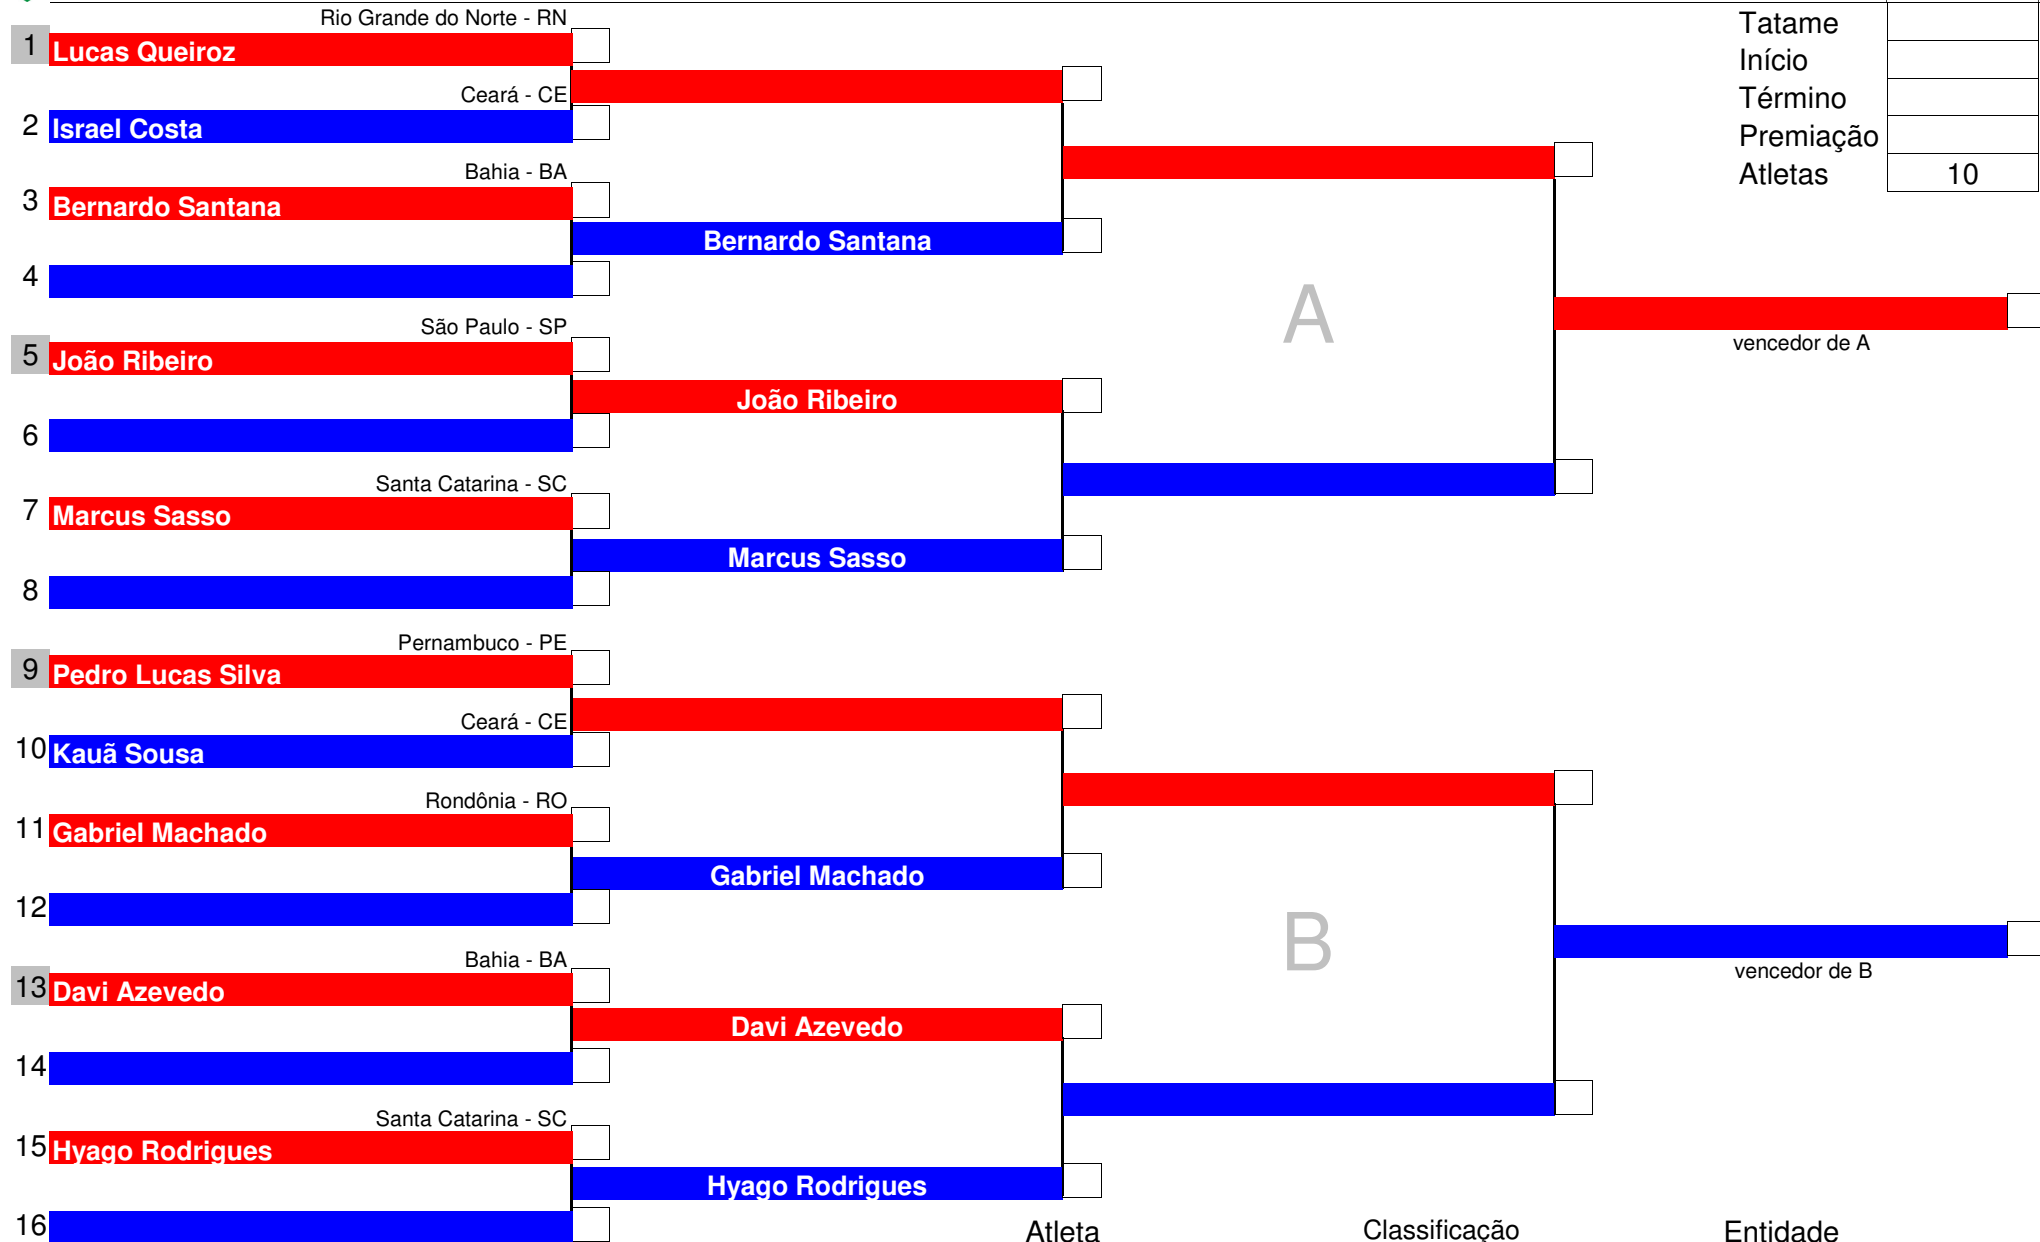 Rio Grande do Norte - RN
1 Lucas Queiroz
Ceará - CE
2 Israel Costa
Bahia - BA
3 Bernardo Santana
Bernardo Santana
4
São Paulo - SP
5 João Ribeiro
João Ribeiro
6
Santa Catarina - SC
7 Marcus Sasso
Marcus Sasso
8
Pernambuco - PE
9 Pedro Lucas Silva
Ceará - CE
10 Kauã Sousa
Rondônia - RO
11 Gabriel Machado
Gabriel Machado
12
Bahia - BA
13 Davi Azevedo
Davi Azevedo
14
Santa Catarina - SC
15 Hyago Rodrigues
Hyago Rodrigues
16
A
B
vencedor de A
vencedor de B
Tatame
Início
Término
Premiação
Atletas 10
Atleta Classificação Entidade